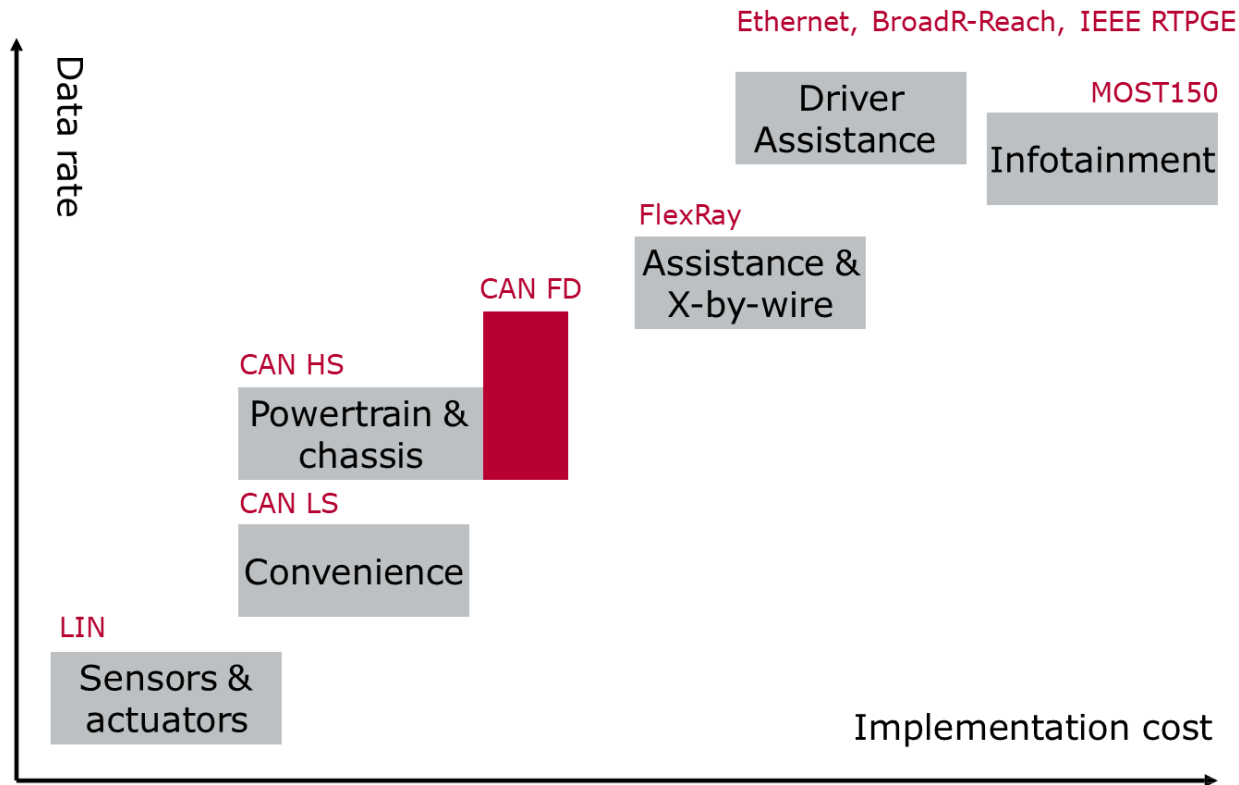 Ethernet, BroadR-Reach, IEEE RTPGE
Data rate
Driver
Assistance
MOST150
Infotainment
FlexRay
Assistance &
X-by-wire
CAN FD
CAN HS
Powertrain &
chassis
CAN LS
Convenience
LIN
Sensors &
actuators
Implementation cost